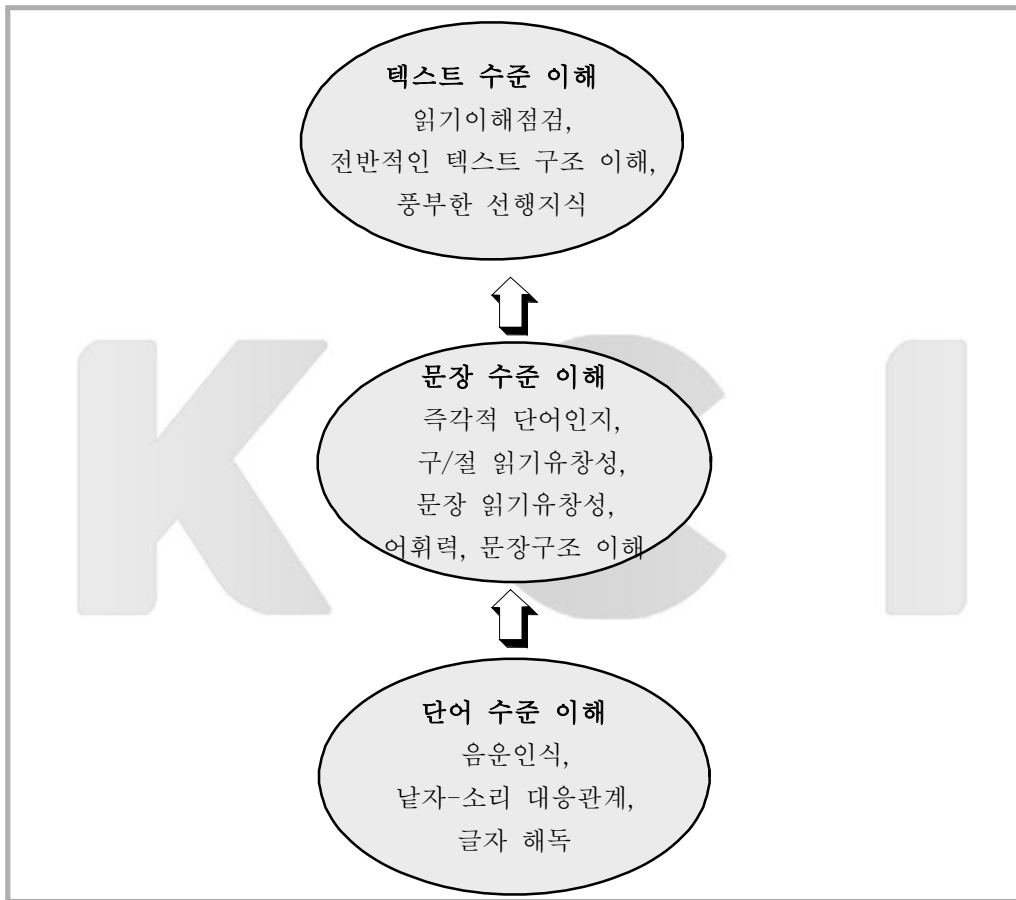 텍스트 수준 이해
읽기이해점검,
전반적인 텍스트 구조 이해,
풍부한 선행지식
문장 수준 이해
즉각적 단어인지,
구/절 읽기유창성,
문장 읽기유창성,
어휘력, 문장구조 이해
단어 수준 이해
음운인식,
낱자-소리 대응관계,
글자 해독
KCI